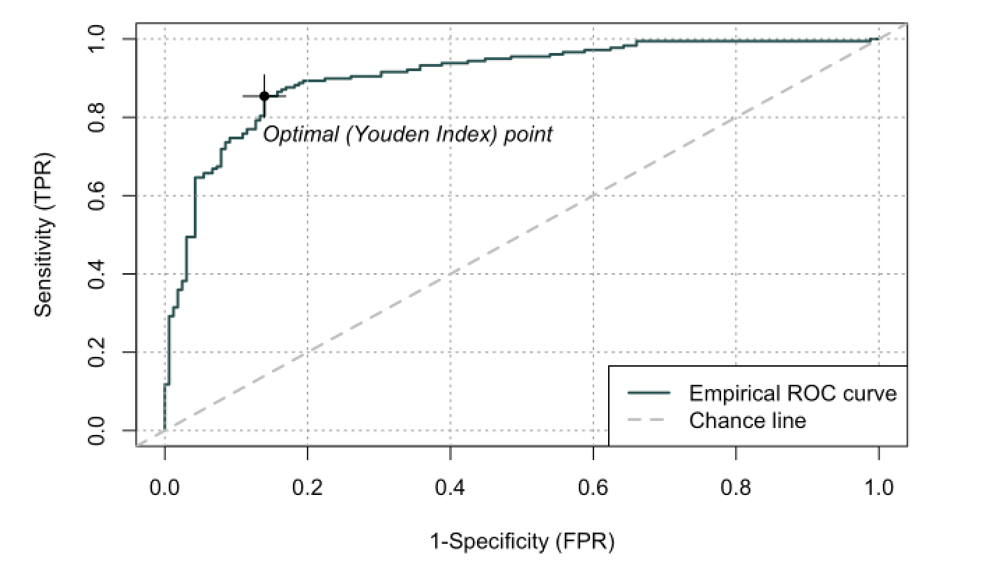 Sensitivity (TPR)
1.0
0.8
0.6
0.4
0.2
0.0
Optimal (Youden Index) point
Empirical ROC curve
Chance line
0.0 0.2 0.4 0.6 0.8 1.0
1-Specificity (FPR)